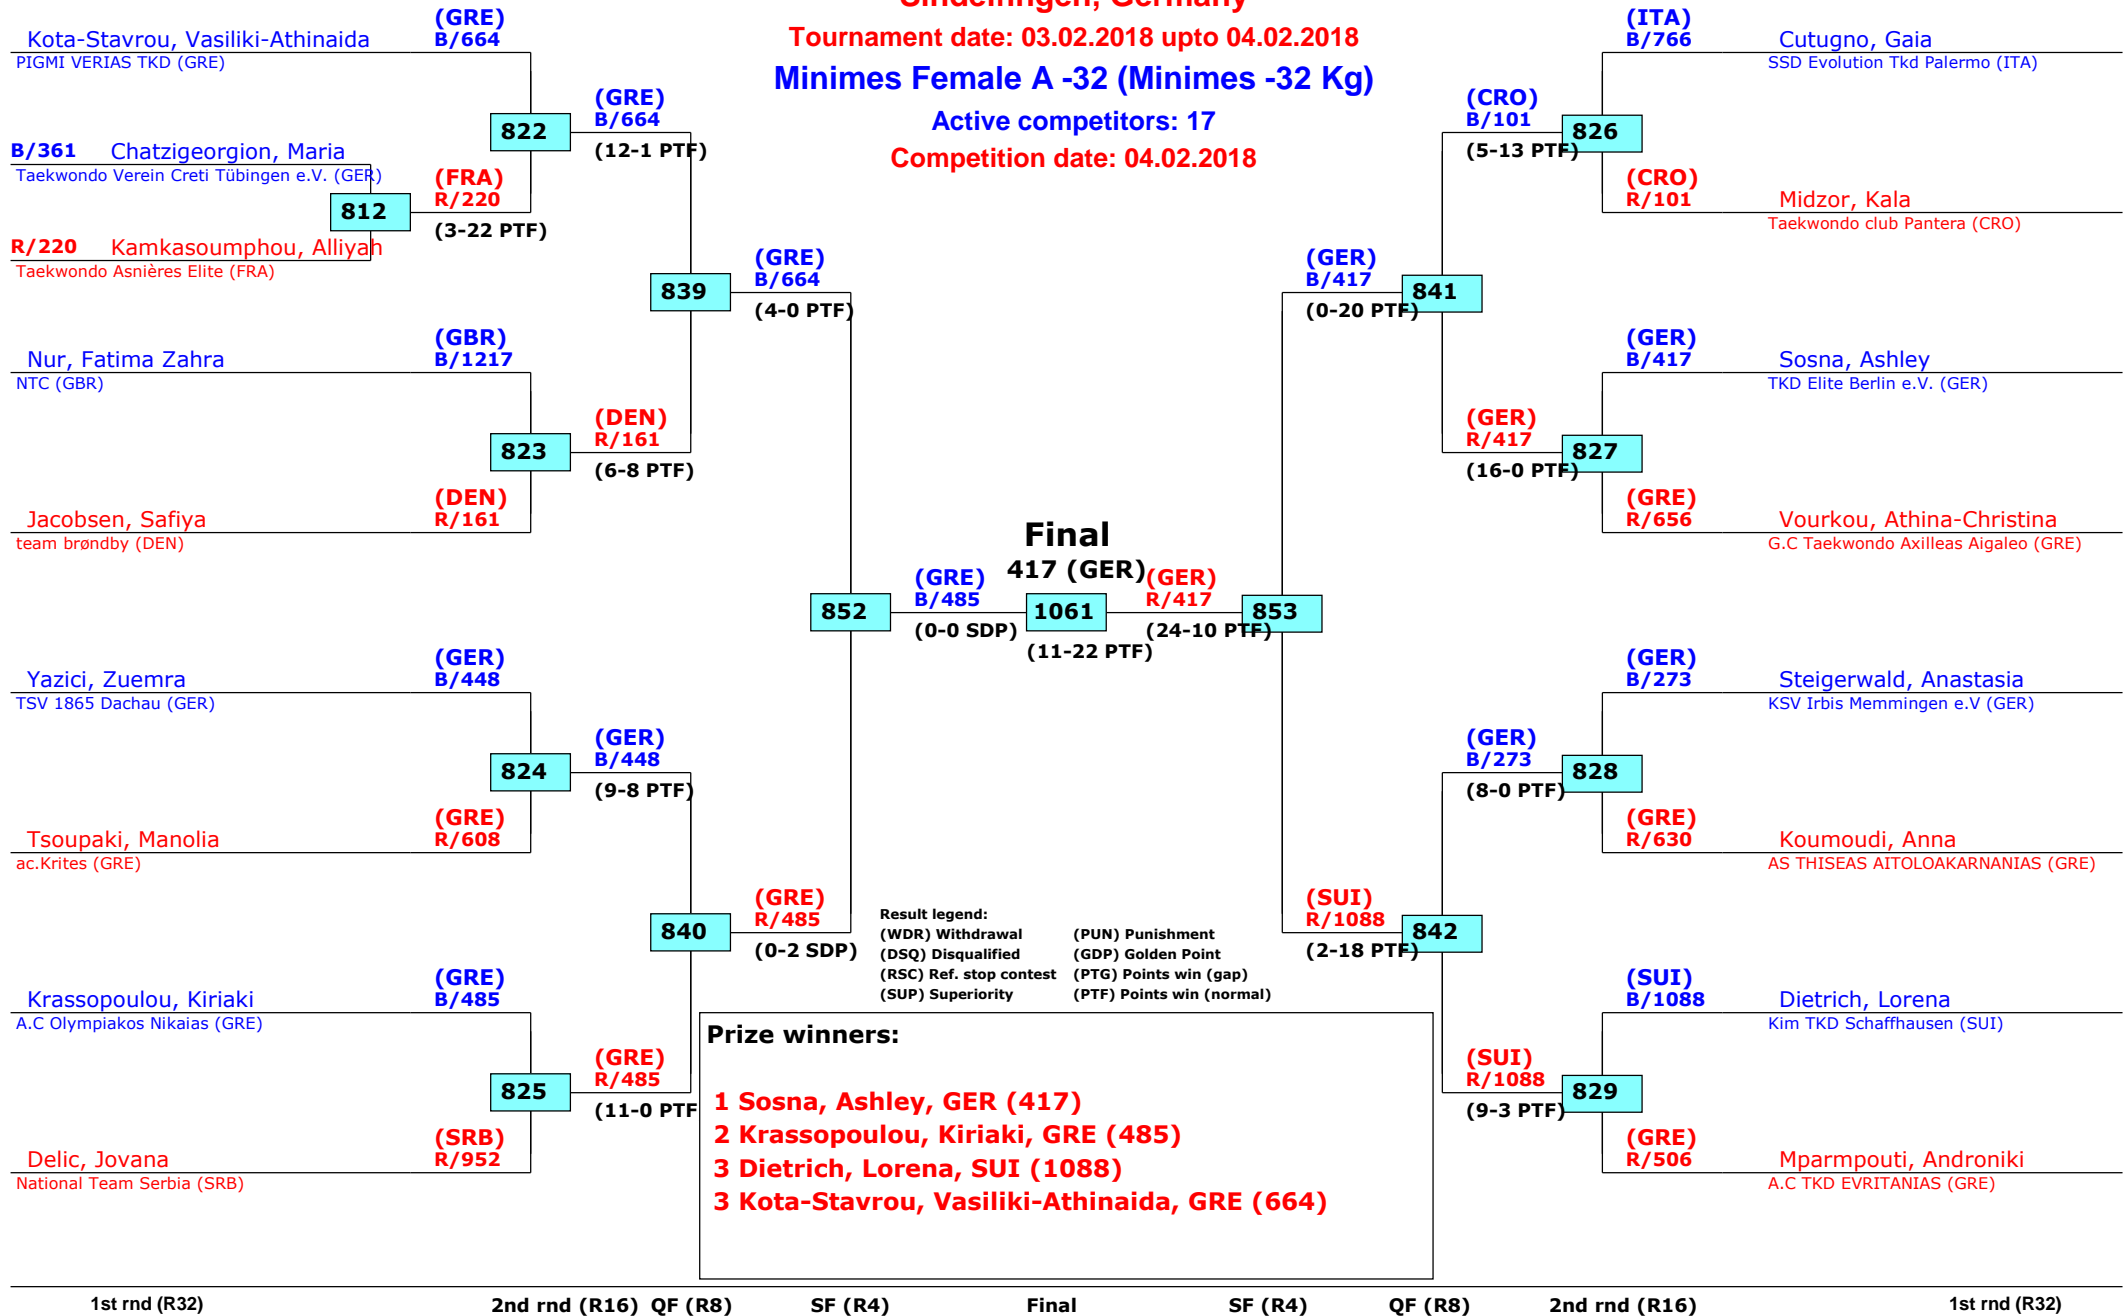 Sindelfingen, Germany
Tournament date: 03.02.2018 upto 04.02.2018
Minimes Female A -32 (Minimes -32 Kg)
Active competitors: 17
Competition date: 04.02.2018
(GRE)
Kota-Stavrou, Vasiliki-Athinaida B/664
PIGMI VERIAS TKD (GRE)
822
(GRE)
B/664
(12-1 PTF)
B/361 Chatzigeorgion, Maria
Taekwondo Verein Creti Tübingen e.V. (GER)
812
(FRA)
R/220
(3-22 PTF)
R/220 Kamkasoumphou, Alliyah
Taekwondo Asnières Elite (FRA)
839
(GRE)
B/664
(4-0 PTF)
(GBR)
Nur, Fatima Zahra B/1217
NTC (GBR)
823
(DEN)
R/161
(6-8 PTF)
(DEN)
Jacobsen, Safiya R/161
team brøndby (DEN)
852
(GRE)
B/485
(0-0 SDP)
(GER)
Yazici, Zuemra B/448
TSV 1865 Dachau (GER)
824
(GER)
B/448
(9-8 PTF)
(GRE)
Tsoupaki, Manolia R/608
ac.Krites (GRE)
840
(GRE)
R/485
(0-2 SDP)
(GRE)
Krassopoulou, Kiriaki B/485
A.C Olympiakos Nikaias (GRE)
825
(GRE)
R/485
(11-0 PTF
(SRB)
Delic, Jovana R/952
National Team Serbia (SRB)
Final
417 (GER)
1061
(11-22 PTF)
(GER)
R/417
853
(24-10 PTF)
(ITA)
B/766 Cutugno, Gaia
SSD Evolution Tkd Palermo (ITA)
(CRO)
B/101
826
(5-13 PTF)
(CRO)
R/101 Midzor, Kala
Taekwondo club Pantera (CRO)
(GER)
B/417
841
(0-20 PTF)
(GER)
B/417 Sosna, Ashley
TKD Elite Berlin e.V. (GER)
(GER)
R/417
827
(16-0 PTF)
(GRE)
R/656 Vourkou, Athina-Christina
G.C Taekwondo Axilleas Aigaleo (GRE)
(GER)
B/273 Steigerwald, Anastasia
KSV Irbis Memmingen e.V (GER)
(GER)
B/273
828
(8-0 PTF)
(GRE)
R/630 Koumoudi, Anna
AS THISEAS AITOLOAKARNANIAS (GRE)
(SUI)
R/1088
842
(2-18 PTF)
(SUI)
B/1088 Dietrich, Lorena
Kim TKD Schaffhausen (SUI)
(SUI)
R/1088
829
(9-3 PTF)
(GRE)
R/506 Mparmpouti, Androniki
A.C TKD EVRITANIAS (GRE)
Result legend:
(WDR) Withdrawal (PUN) Punishment
(DSQ) Disqualified (GDP) Golden Point
(RSC) Ref. stop contest (PTG) Points win (gap)
(SUP) Superiority (PTF) Points win (normal)
Prize winners:
1 Sosna, Ashley, GER (417)
2 Krassopoulou, Kiriaki, GRE (485)
3 Dietrich, Lorena, SUI (1088)
3 Kota-Stavrou, Vasiliki-Athinaida, GRE (664)
1st rnd (R32) 2nd rnd (R16) QF (R8) SF (R4) Final SF (R4) QF (R8) 2nd rnd (R16) 1st rnd (R32)